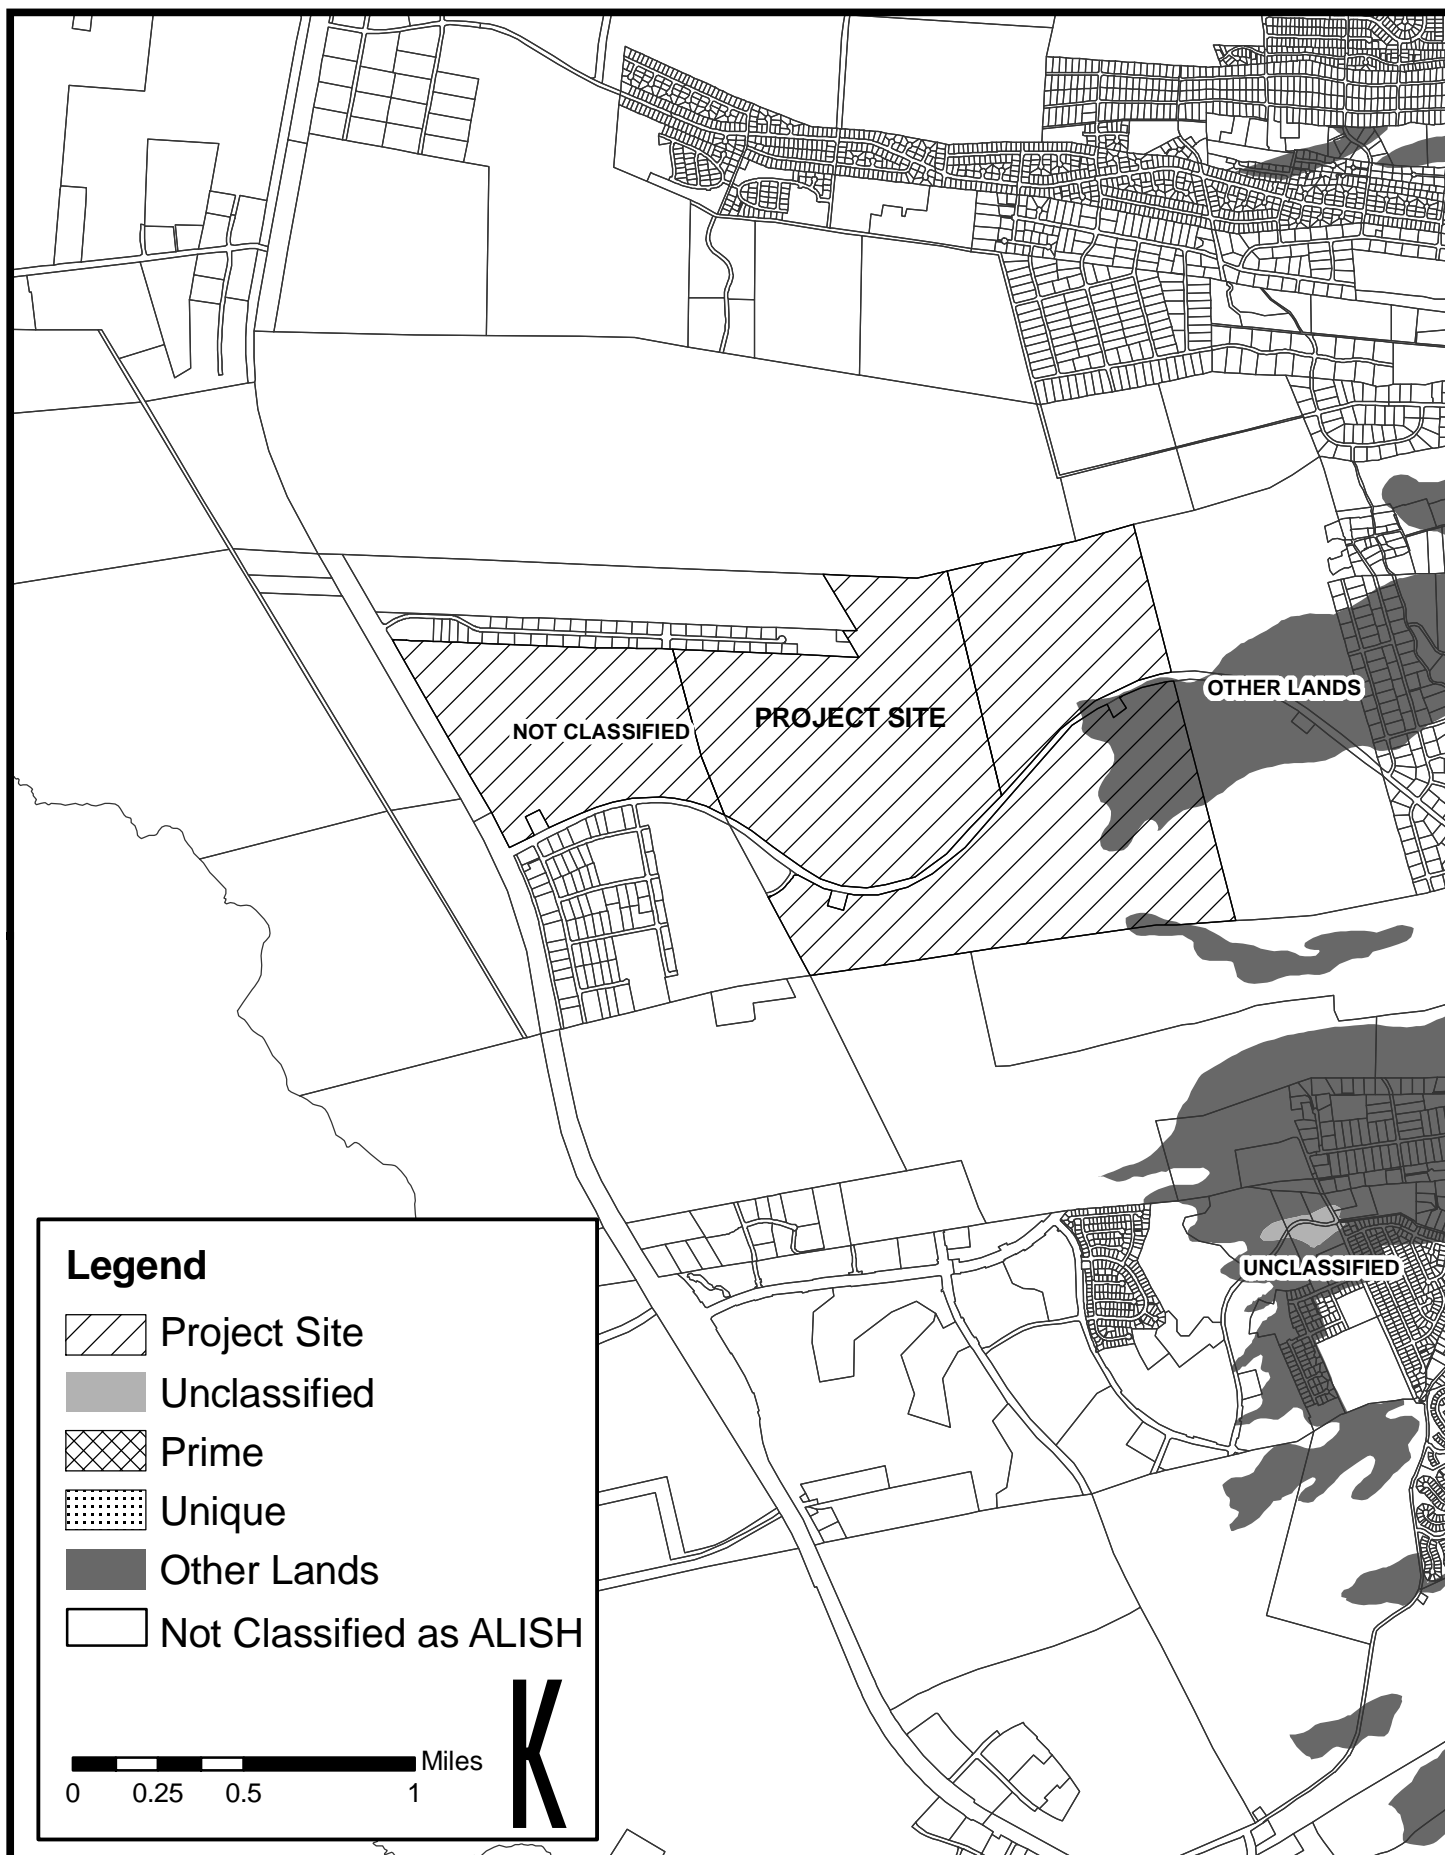 OTHER LANDS
PROJECT SITE
NOT CLASSIFIED
UNCLASSIFIED
Legend
Project Site
Unclassified
Prime
Unique
Other Lands
Not Classified as ALISH
K
Miles
0 0.25 0.5 1